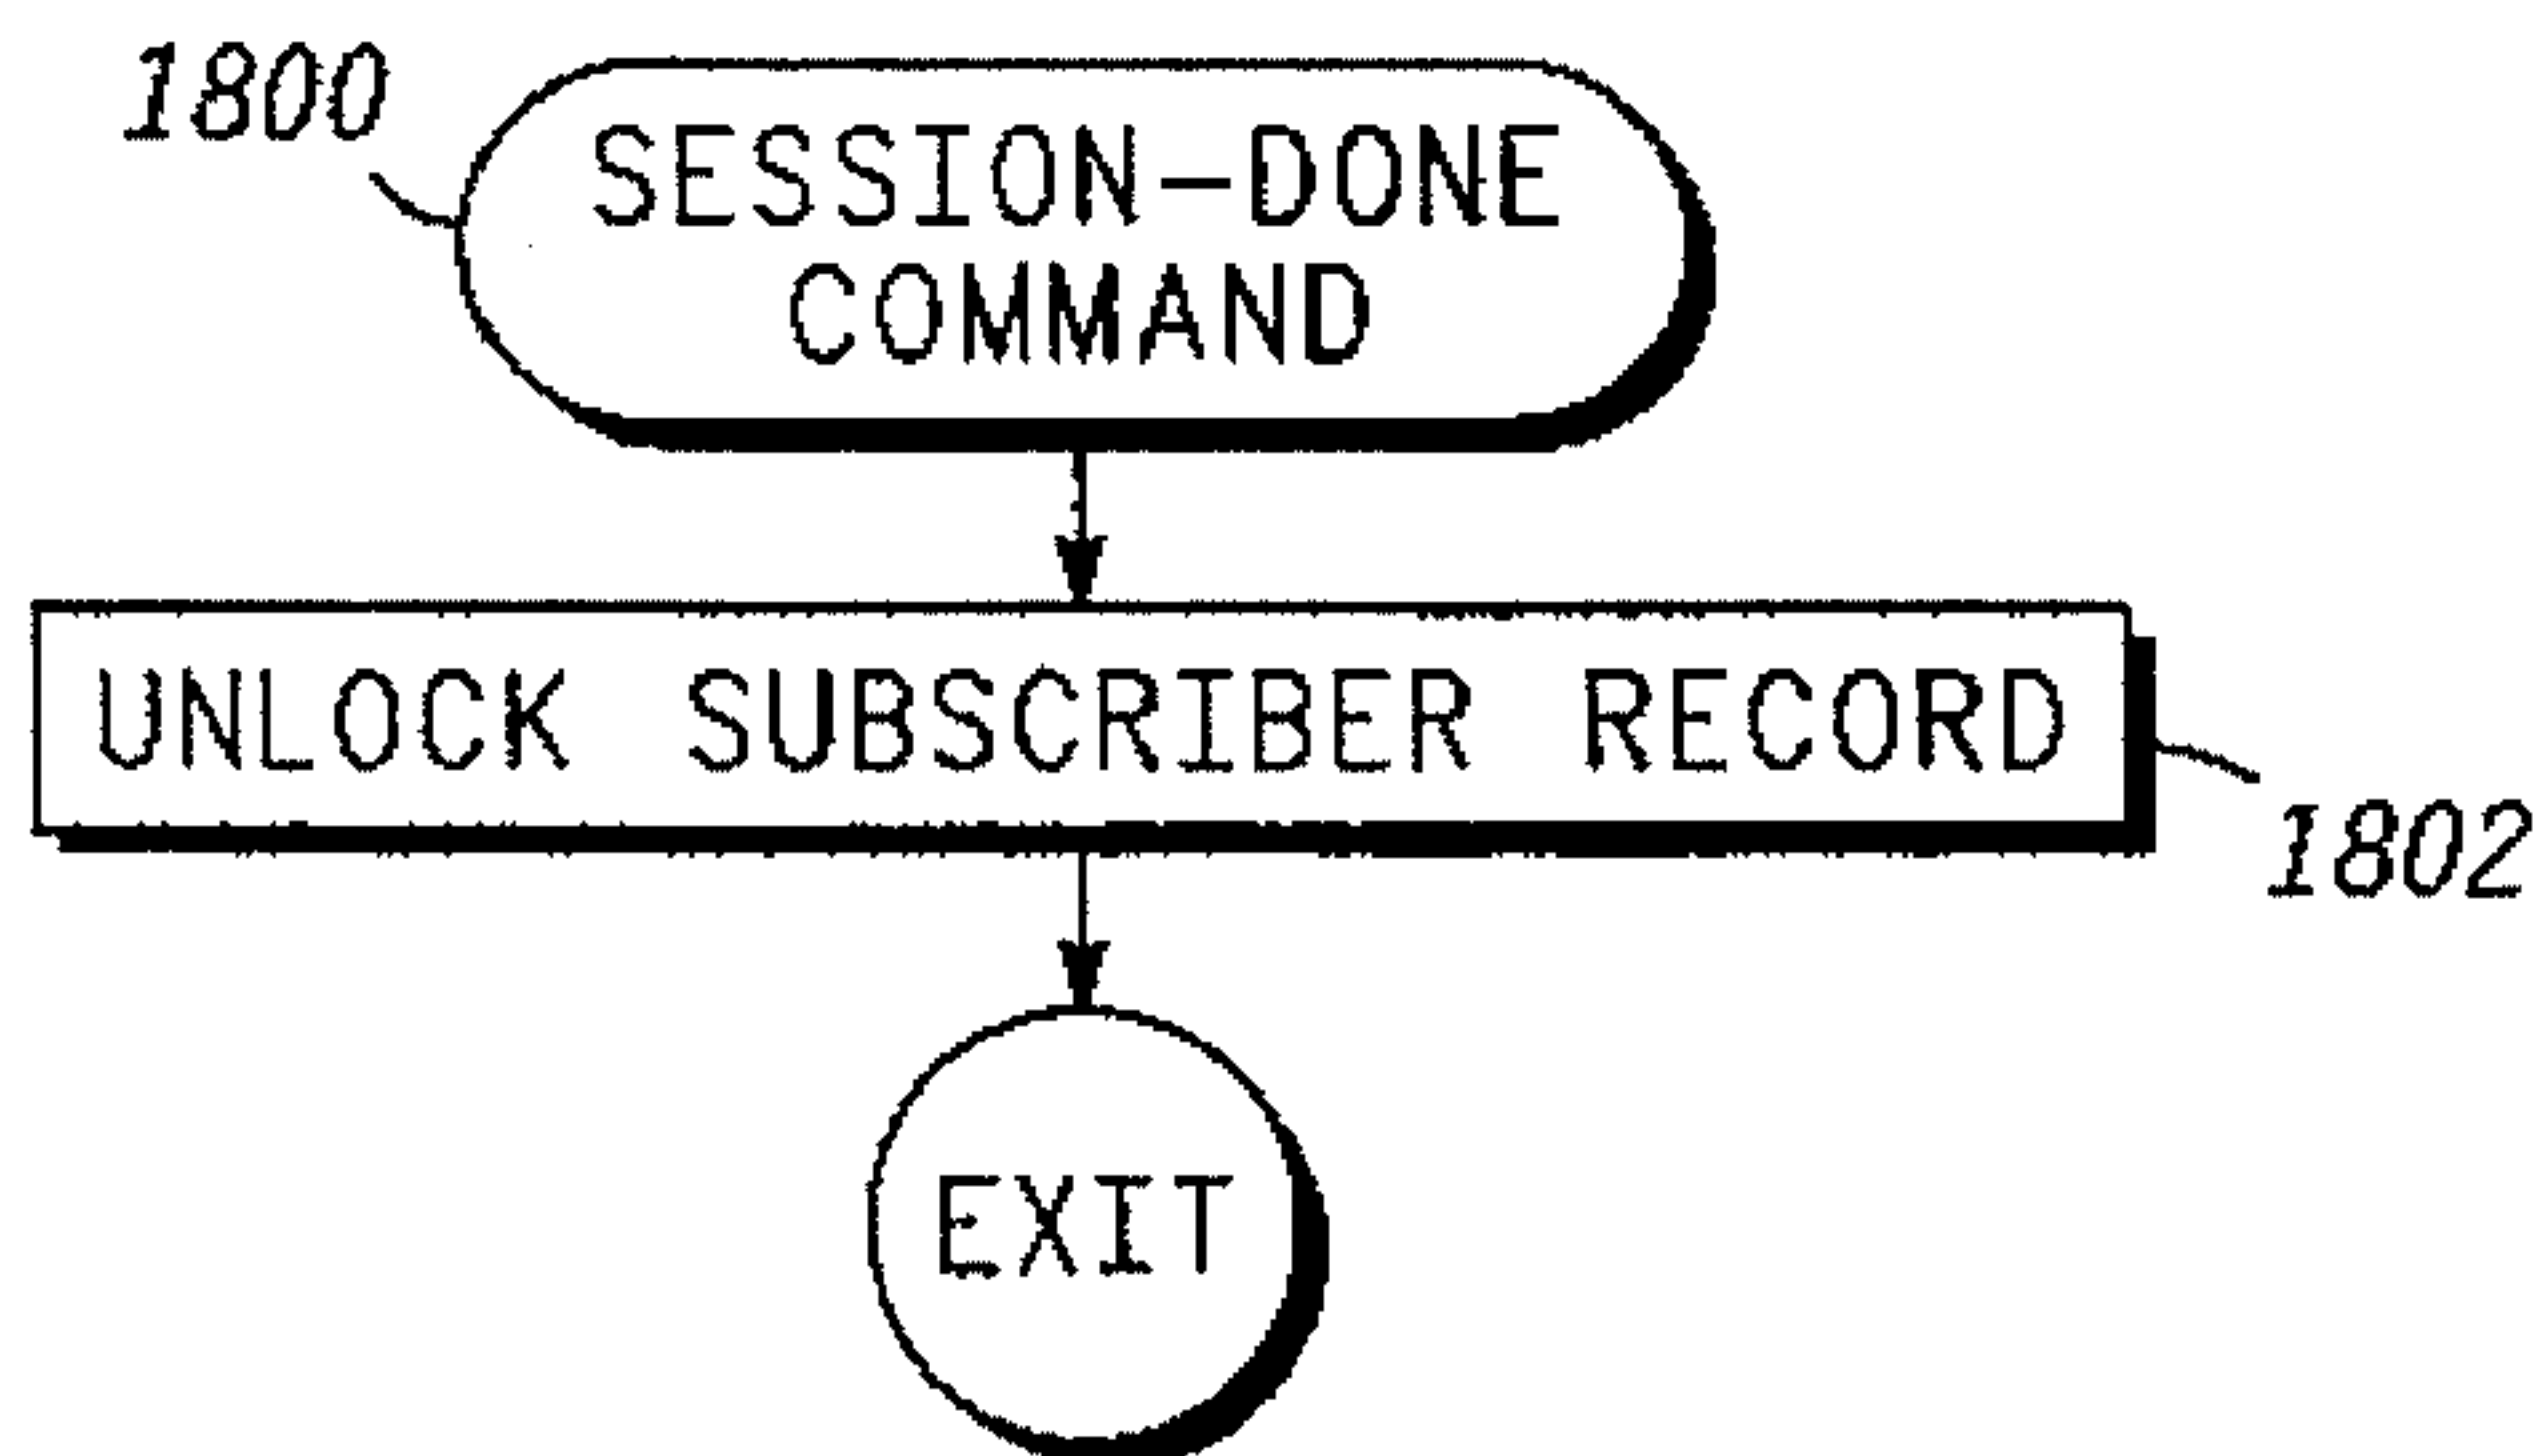 1800
SESSION-DONE
COMMAND
UNLOCK SUBSCRIBER RECORD
1802
EXIT